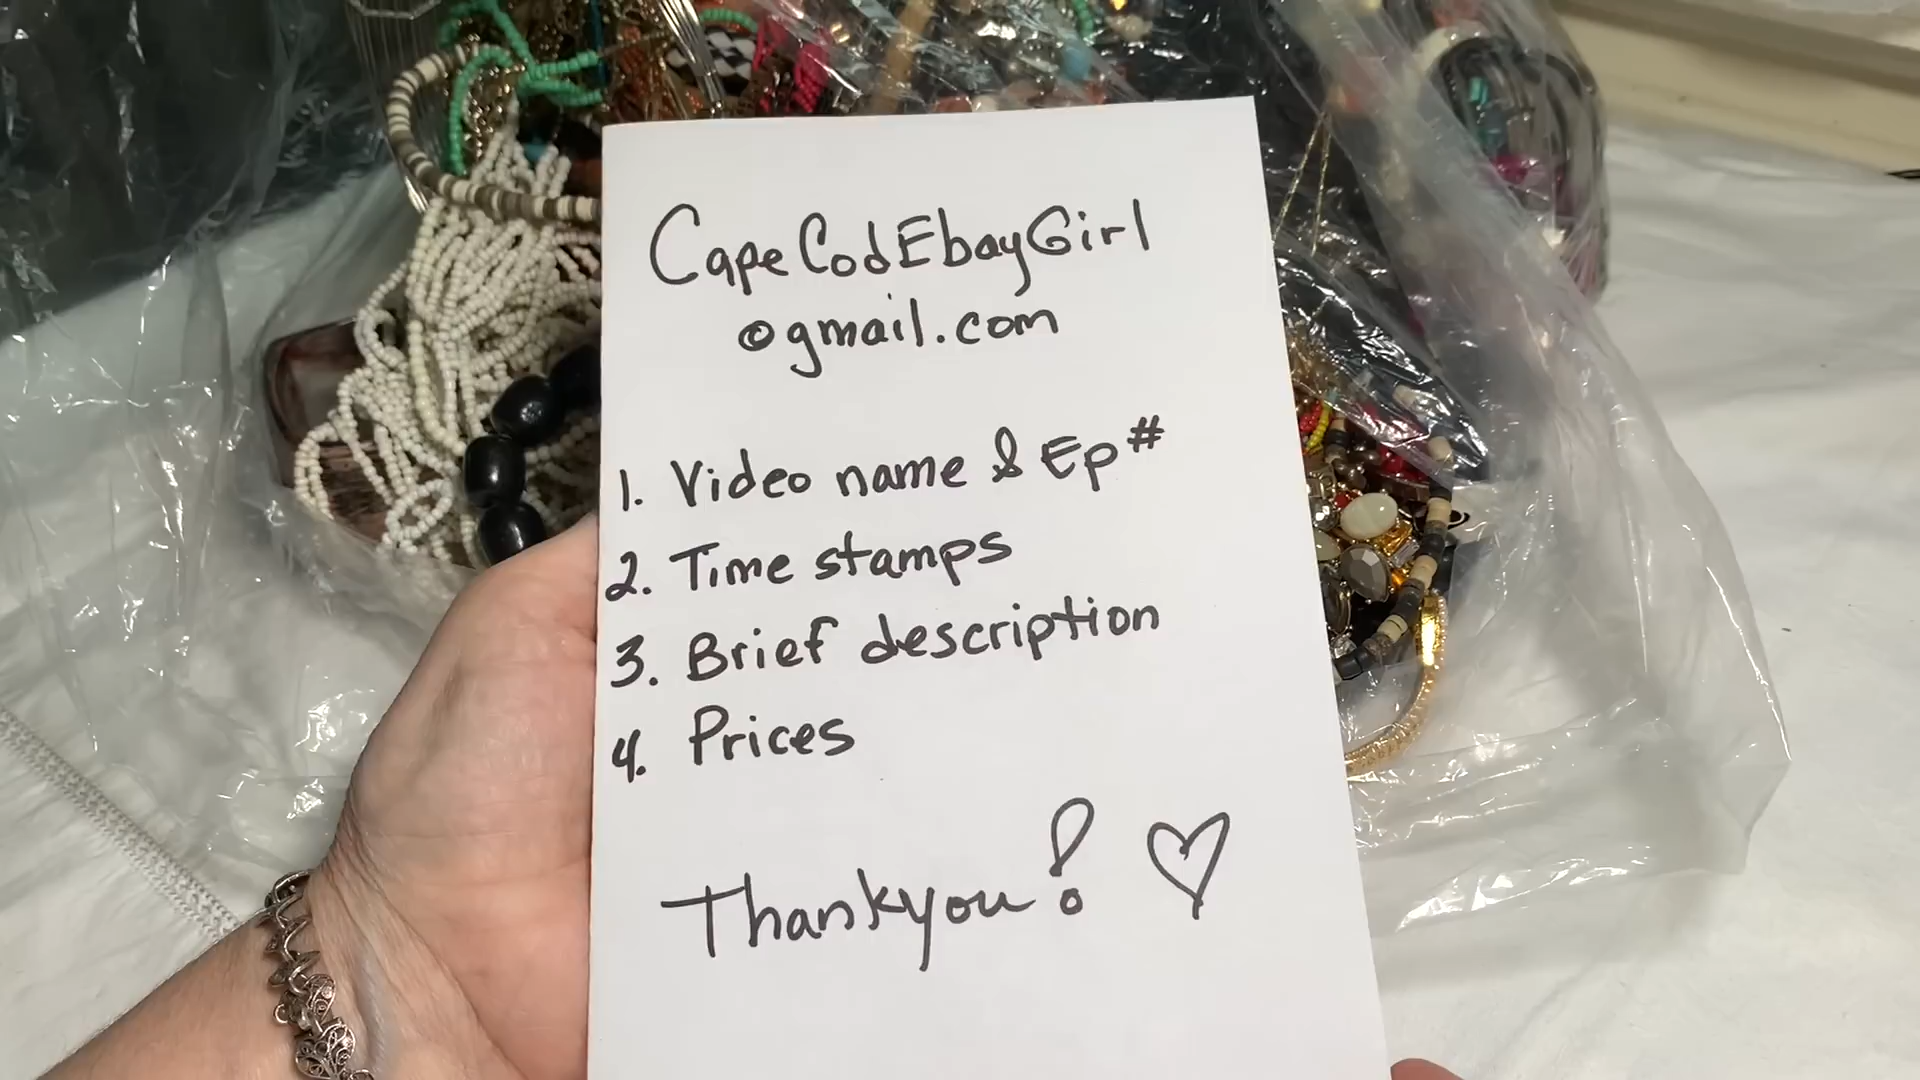 CapeCodEbayGirl
@gmail.com
1. Video name & Ep#
2. Time stamps
3. Brief description
4. Prices
Thankyou! ♡